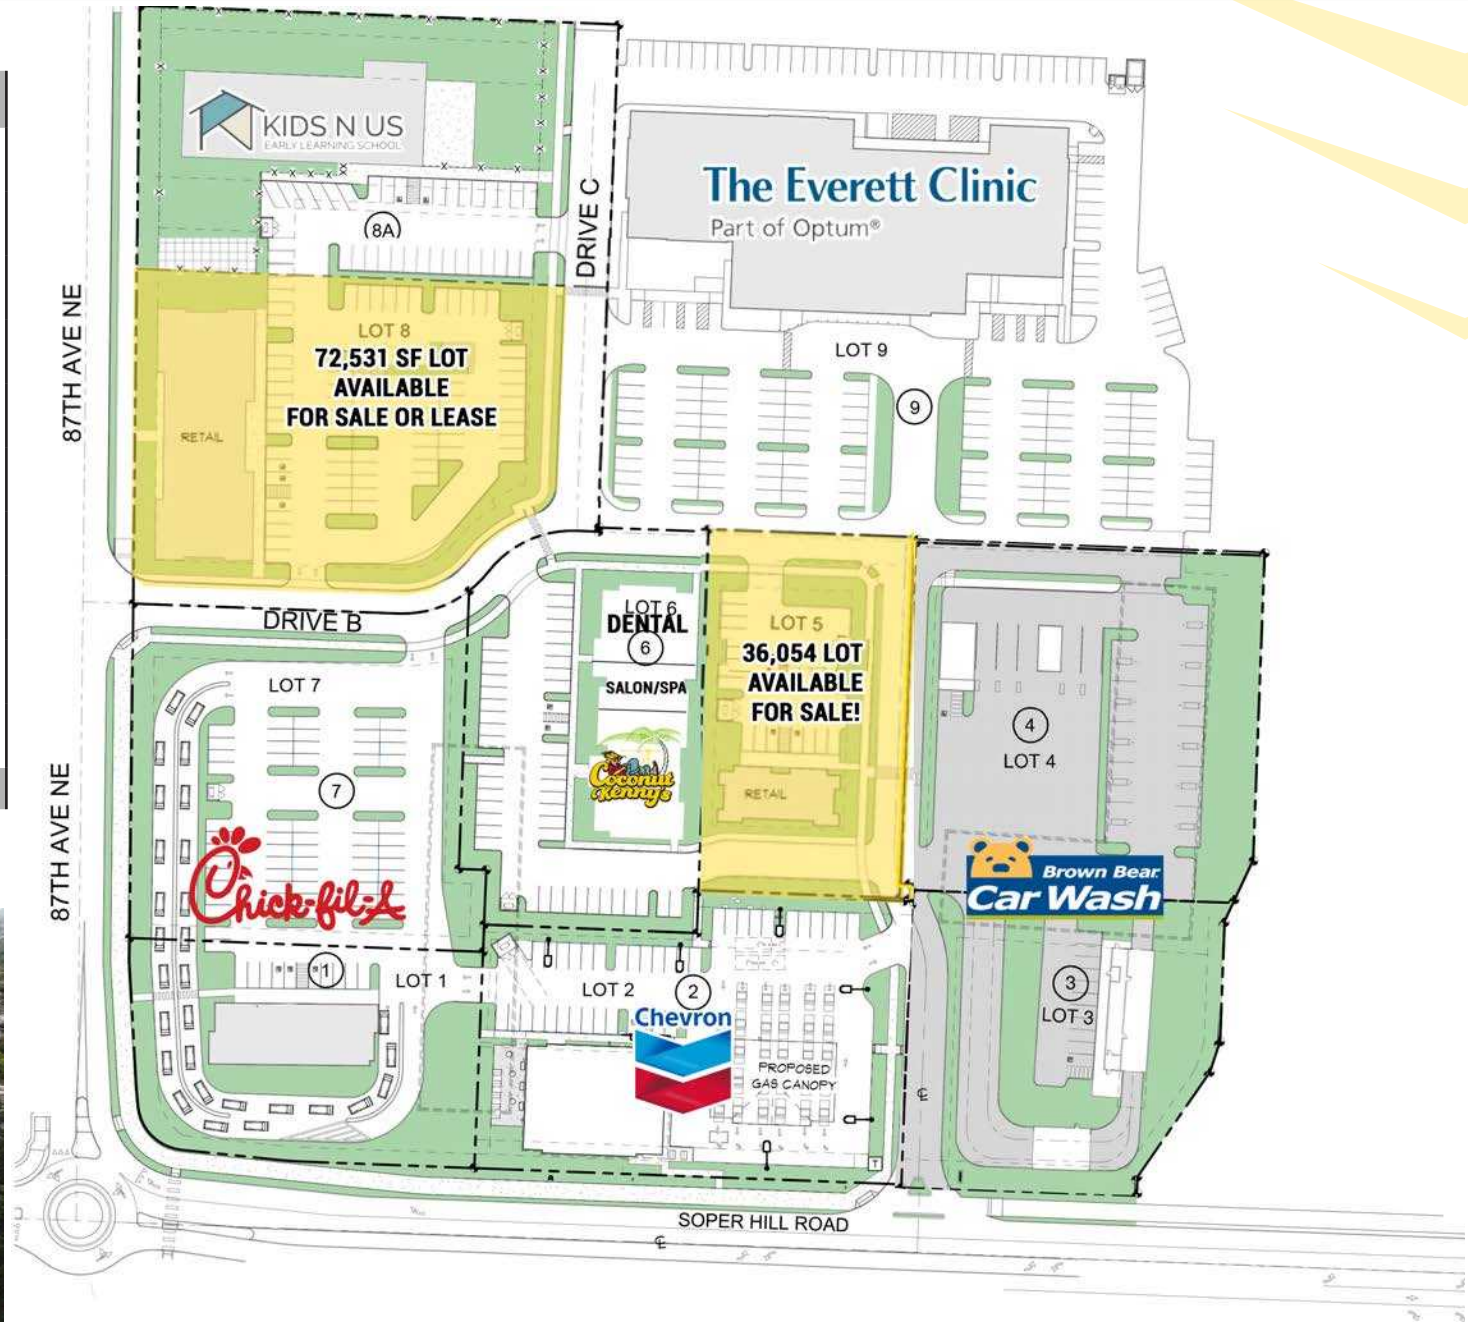 KIDS N US
EARLY LEARNING SCHOOL
8A
DRIVE C
The Everett Clinic
Part of Optum®
87TH AVE NE
LOT 8
72,531 SF LOT
AVAILABLE
FOR SALE OR LEASE
RETAIL
LOT 9
9
DRIVE B
LOT 6
DENTAL
6
SALON/SPA
Coconut
Kenny's
LOT 5
36,054 LOT
AVAILABLE
FOR SALE!
RETAIL
4
LOT 4
LOT 7
7
87TH AVE NE
Chick-fil-A
Brown Bear
Car Wash
1
LOT 1
LOT 2
2
Chevron
PROPOSED
GAS CANOPY
3
LOT 3
T
SOPER HILL ROAD